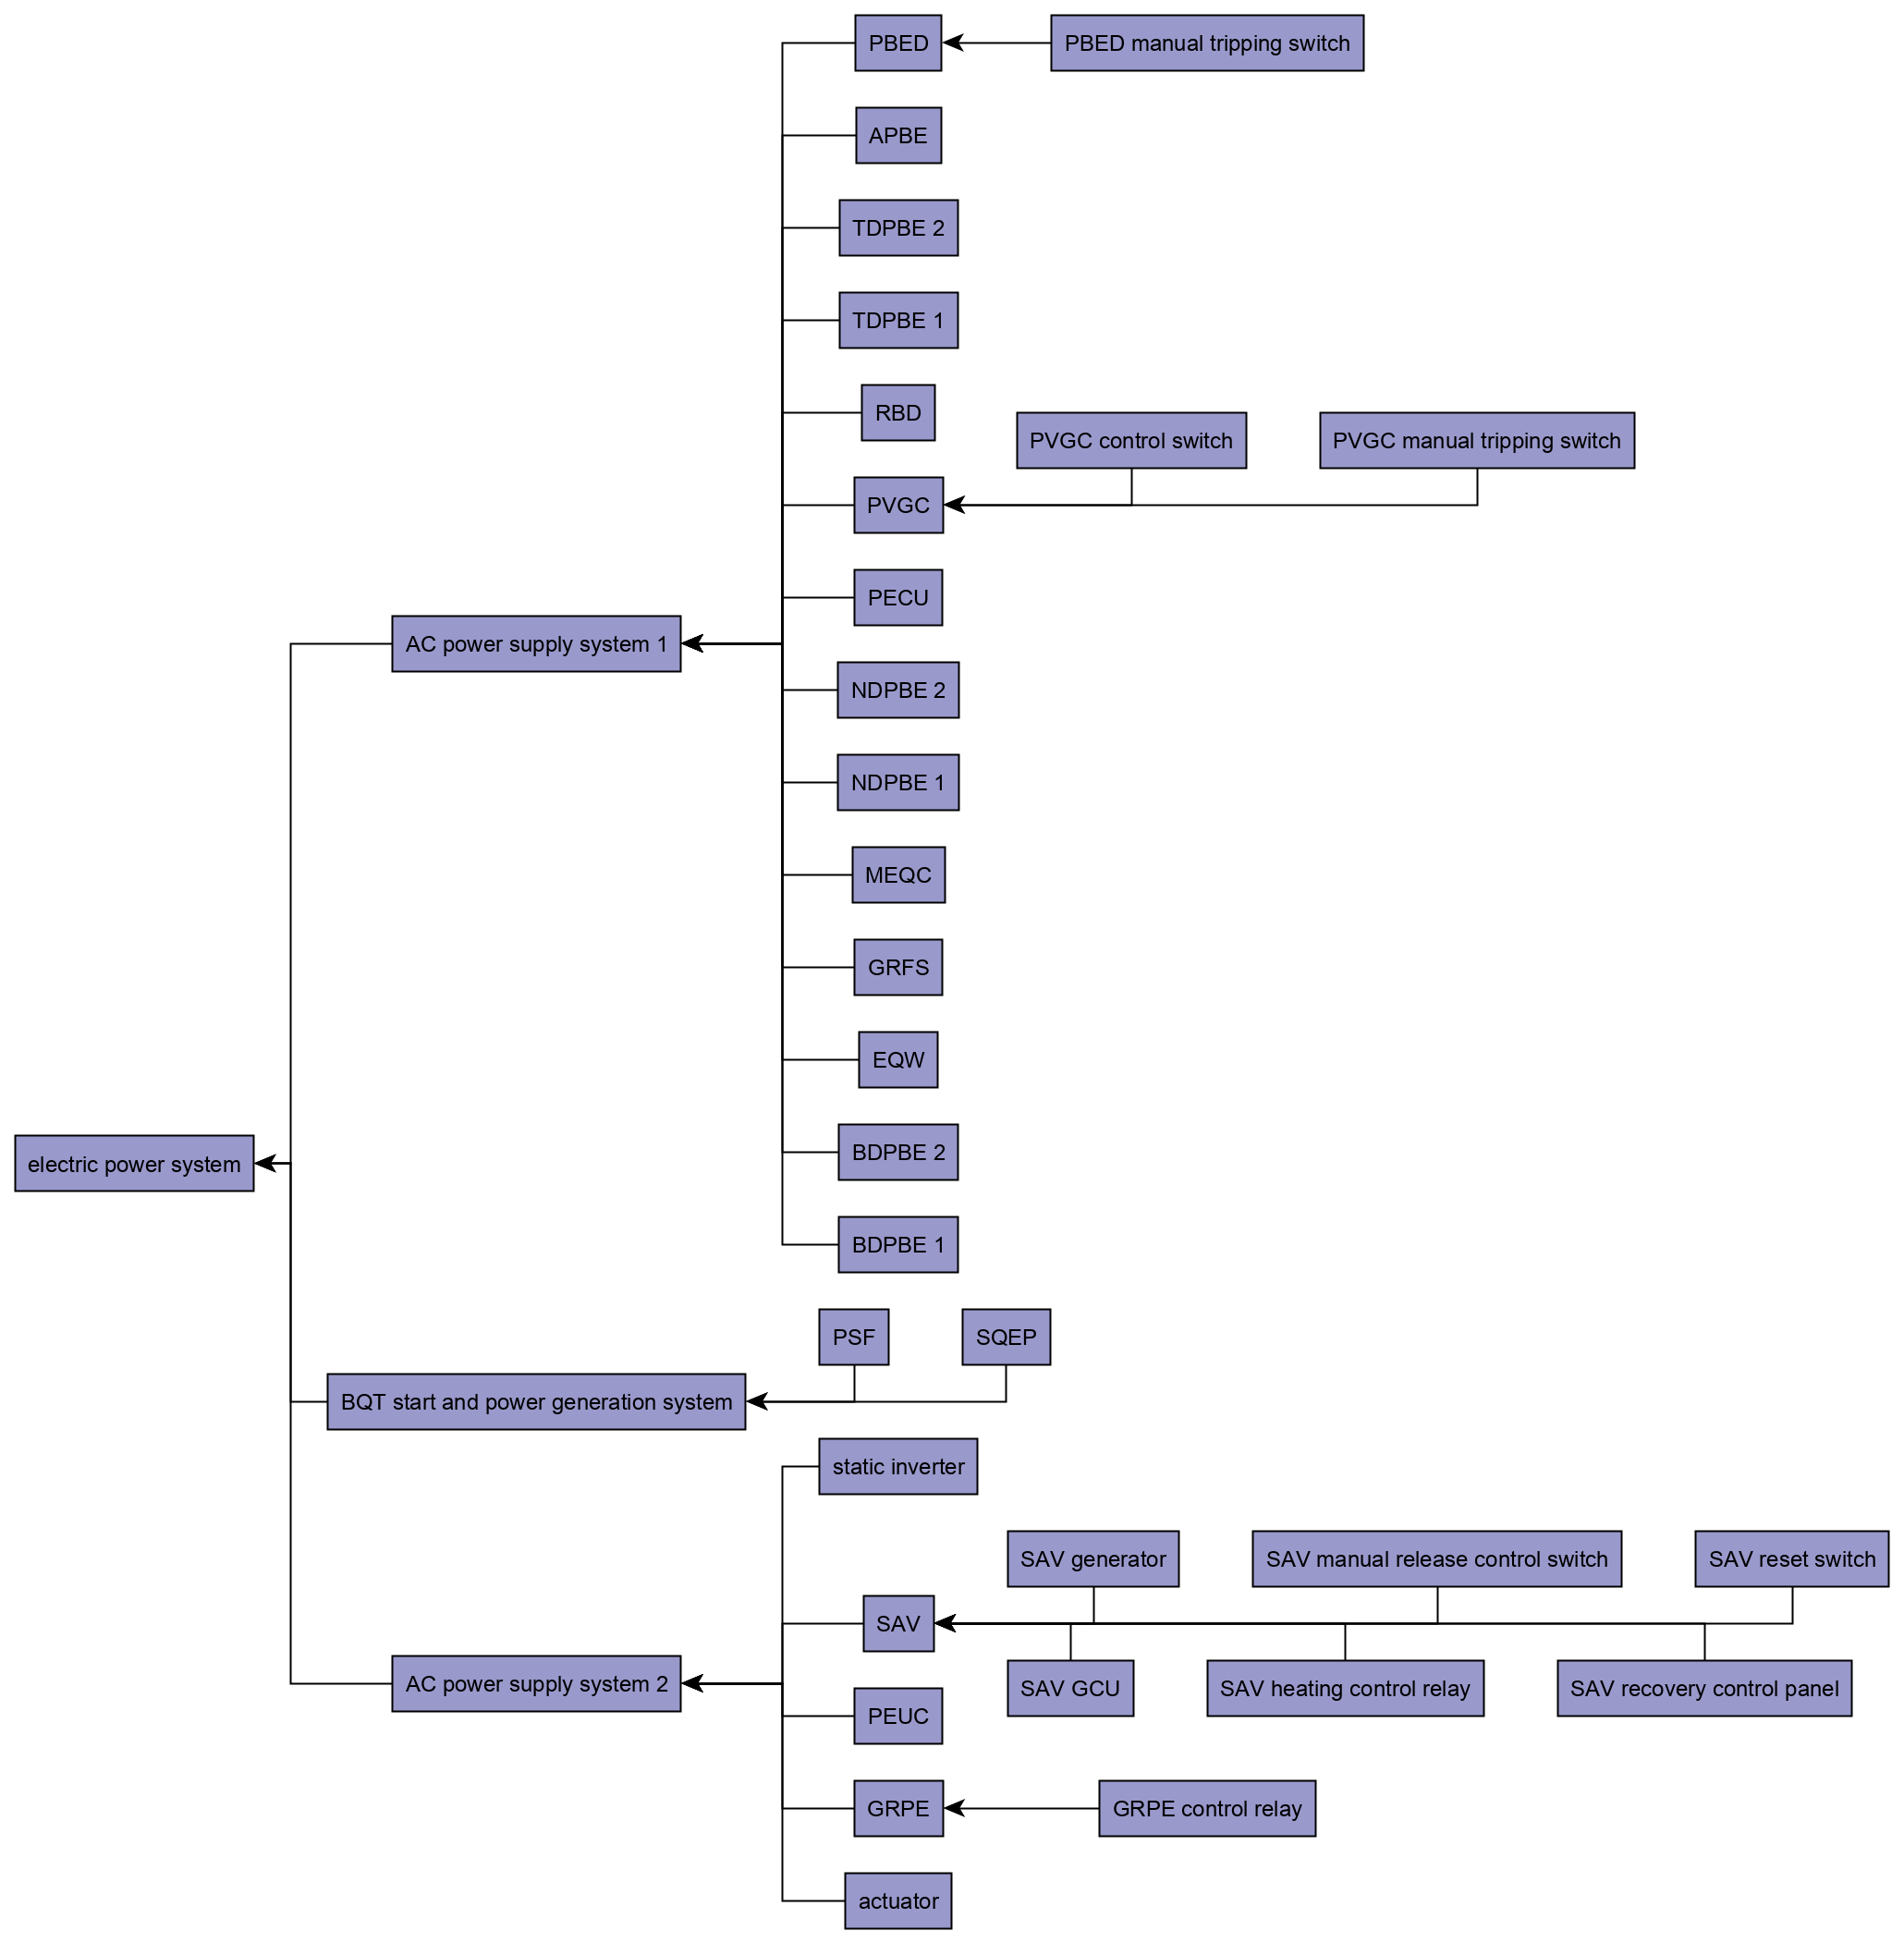 PBED
PBED manual tripping switch
APBE
TDPBE 2
TDPBE 1
RBD
PVGC control switch
PVGC manual tripping switch
PVGC
PECU
AC power supply system 1
NDPBE 2
NDPBE 1
MEQC
GRFS
EQW
BDPBE 2
electric power system
BDPBE 1
PSF
SQEP
BQT start and power generation system
static inverter
SAV generator
SAV manual release control switch
SAV reset switch
SAV
AC power supply system 2
SAV GCU
SAV heating control relay
SAV recovery control panel
PEUC
GRPE
GRPE control relay
actuator